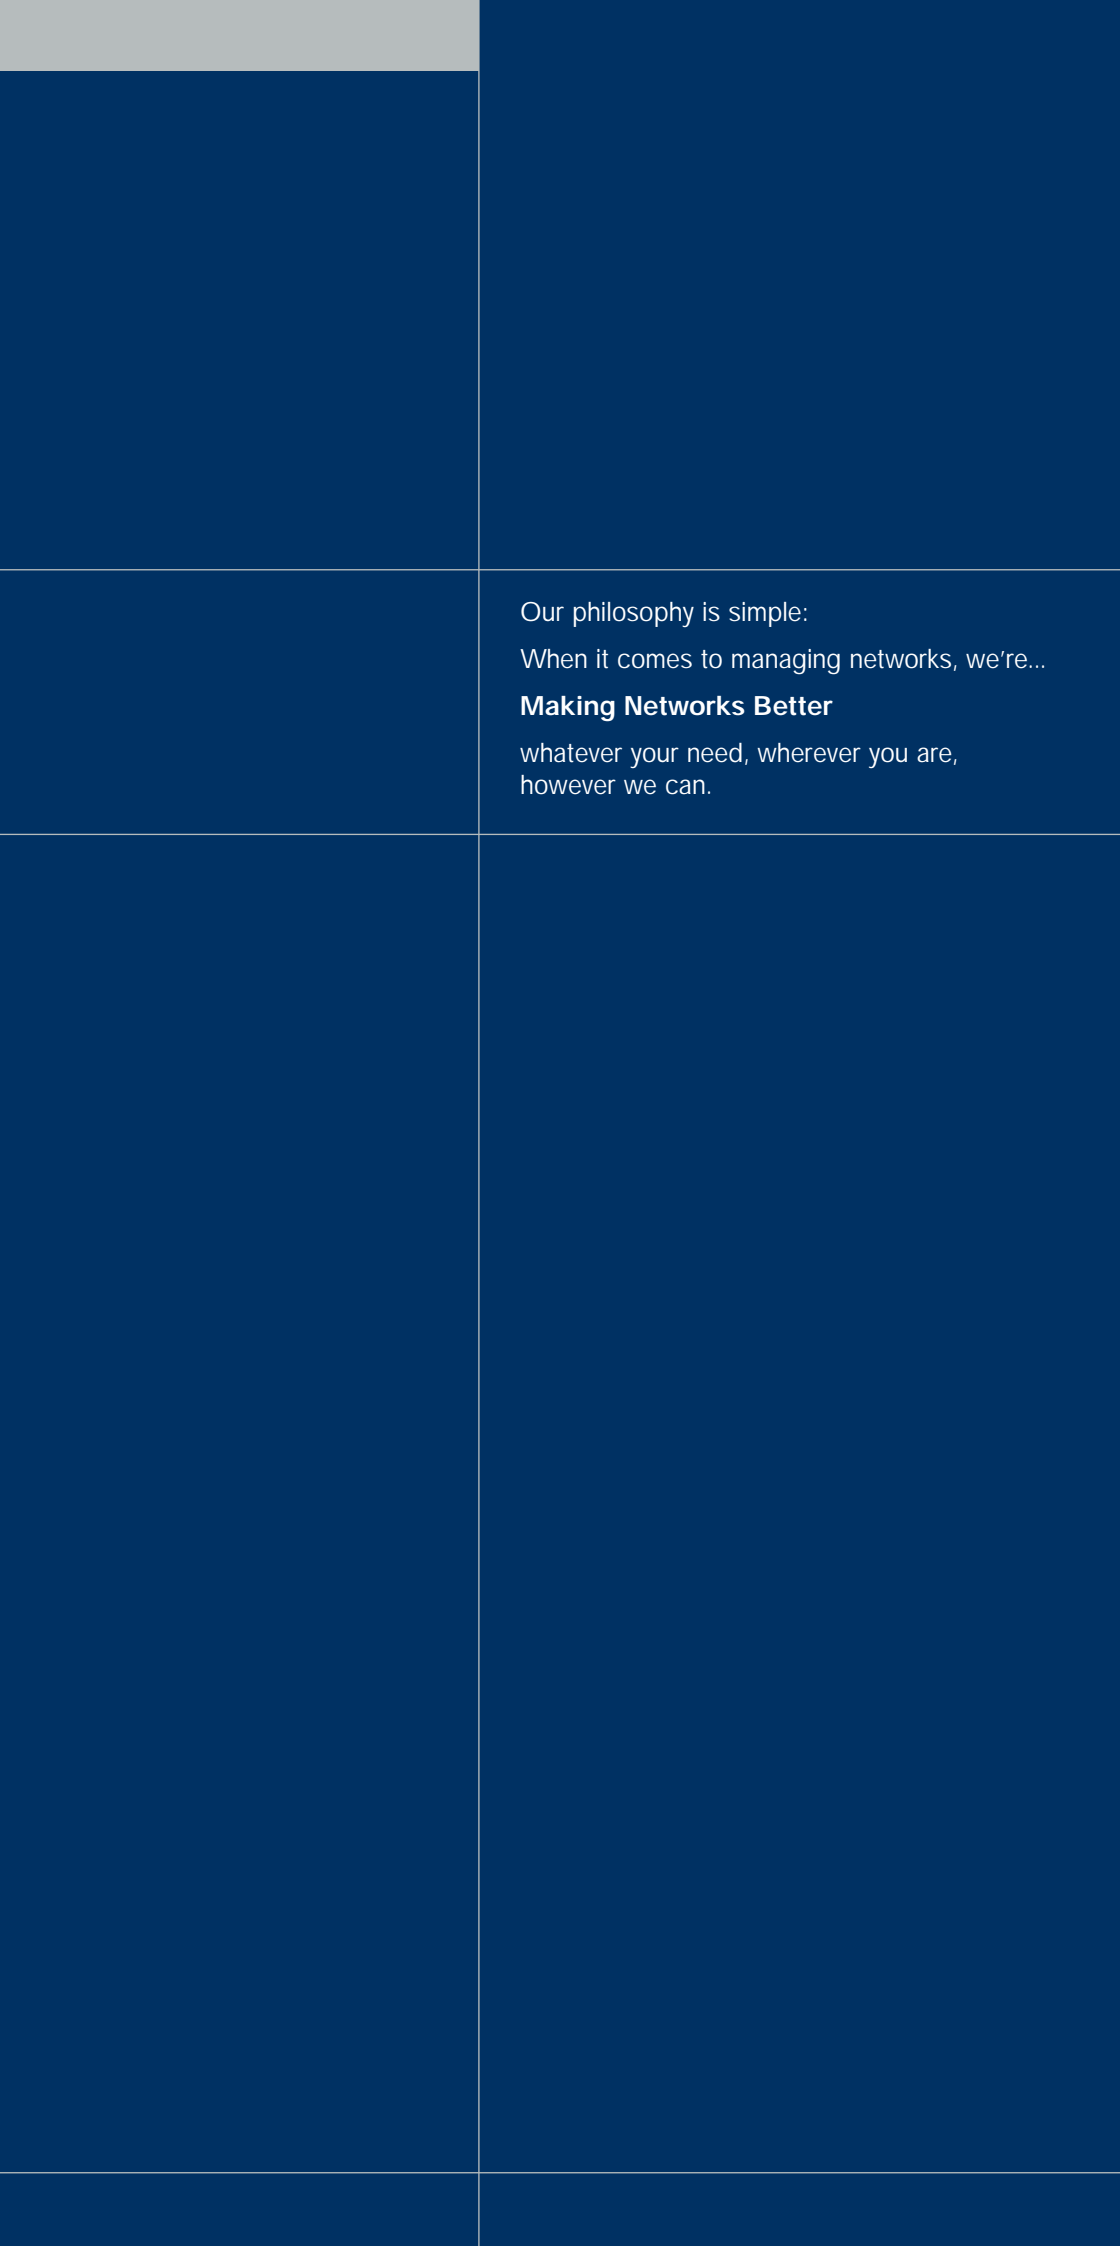 Our philosophy is simple:
When it comes to managing networks, we’re...
Making Networks Better
whatever your need, wherever you are,
however we can.